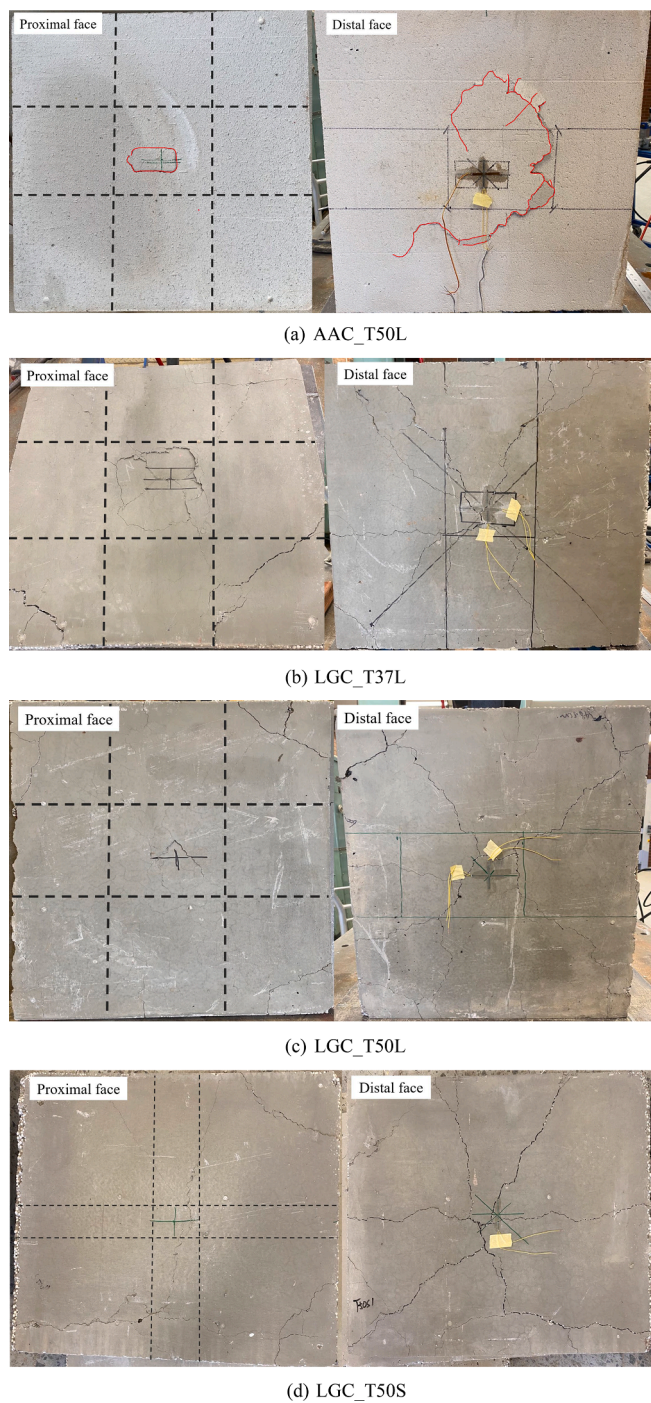 Proximal face
Distal face
(a) AAC_T50L
Proximal face
Distal face
(b) LGC_T37L
Proximal face
Distal face
(c) LGC_T50L
Proximal face
Distal face
T50S1
(d) LGC_T50S